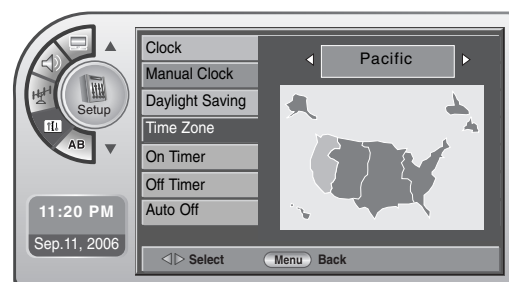 Clock
Pacific
Manual Clock
Daylight Saving
Setup
Time Zone
AB
On Timer
Off Timer
11:20 PM
Auto Off
Sep.11, 2006
Select Menu Back